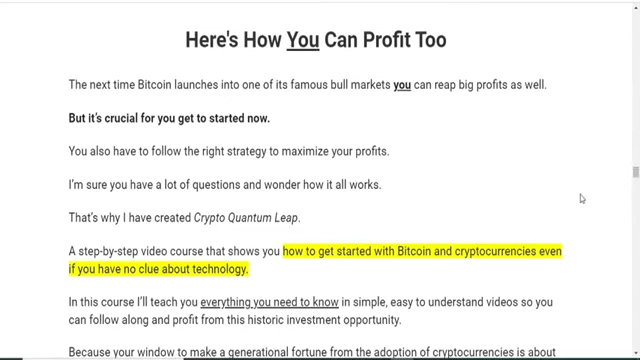 Here's How You Can Profit Too
The next time Bitcoin launches into one of its famous bull markets you can reap big profits as well.
But it's crucial for you get to started now.
You also have to follow the right strategy to maximize your profits.
I'm sure you have a lot of questions and wonder how it all works.
That's why I have created Crypto Quantum Leap.
A step-by-step video course that shows you how to get started with Bitcoin and cryptocurrencies even
if you have no clue about technology.
In this course I'll teach you everything you need to know in simple, easy to understand videos so you
can follow along and profit from this historic investment opportunity.
Because your window to make a generational fortune from the adoption of cryptocurrencies is about